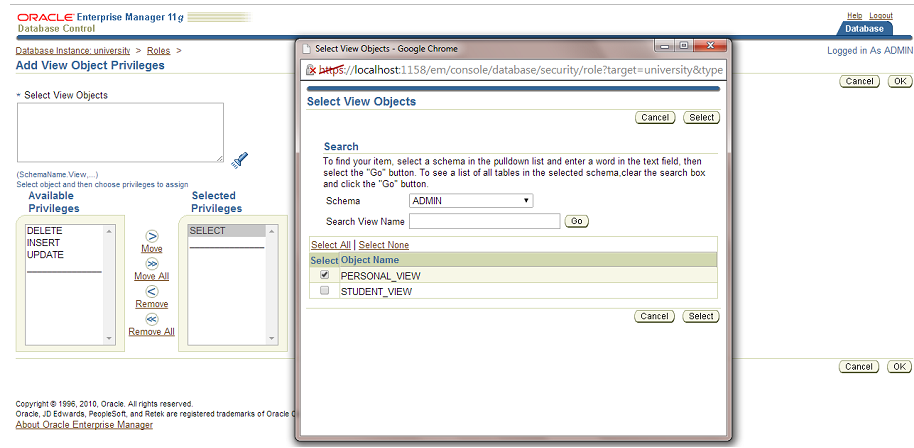 ORACLE Enterprise Manager 11g
Database Control
Help Logout
Database
Database Instance: university > Roles >
Logged in As ADMIN
Add View Object Privileges
Cancel OK
* Select View Objects
(SchemaName.View,...)
Select object and then choose privileges to assign
Available Privileges
Selected Privileges
DELETE
INSERT
UPDATE
Move
Move All
Remove
Remove All
SELECT
Cancel OK
Copyright © 1996, 2010, Oracle. All rights reserved.
Oracle, JD Edwards, PeopleSoft, and Retek are registered trademarks of Oracle
About Oracle Enterprise Manager
Select View Objects - Google Chrome
https://localhost:1158/em/console/database/security/role?target=university&type
Select View Objects
Cancel Select
Search
To find your item, select a schema in the pulldown list and enter a word in the text field, then
select the "Go" button. To see a list of all tables in the selected schema,clear the search box
and click the "Go" button.
Schema ADMIN
Search View Name Go
Select All | Select None
Select Object Name
PERSONAL_VIEW
STUDENT_VIEW
Cancel Select